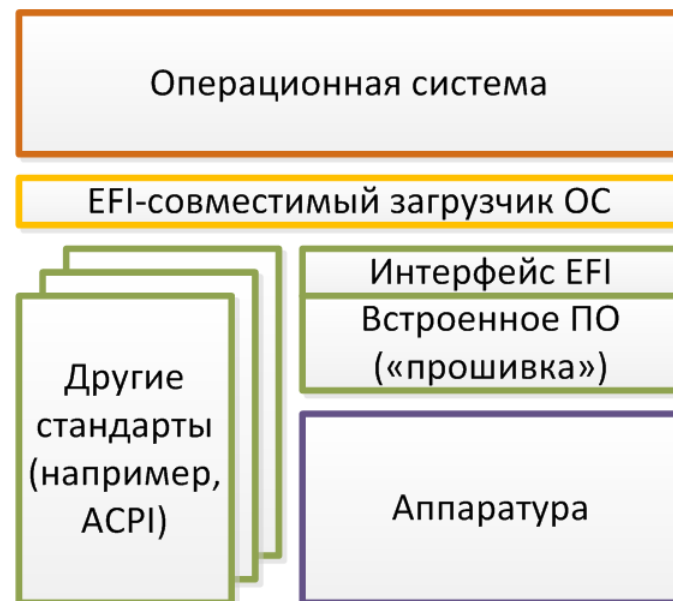 Операционная система
EFI-совместимый загрузчик ОС
Интерфейс EFI
Встроенное ПО
(«прошивка»)
Другие
стандарты
(например,
ACPI)
Аппаратура